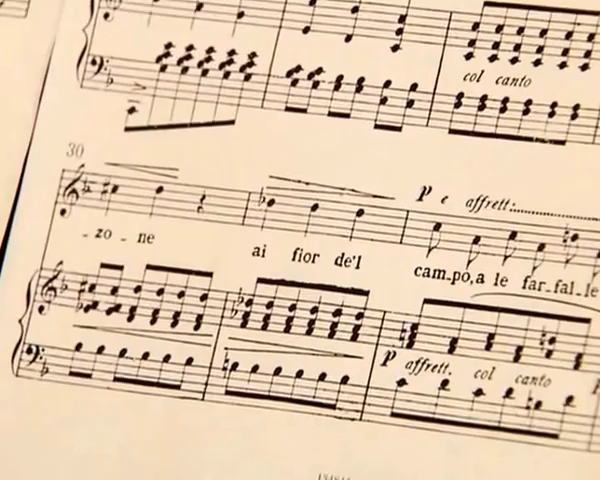 col canto
30
p e affrett:
- zo - ne ai fior de'l cam-po,a le far-fal-le
p affrett. col canto p